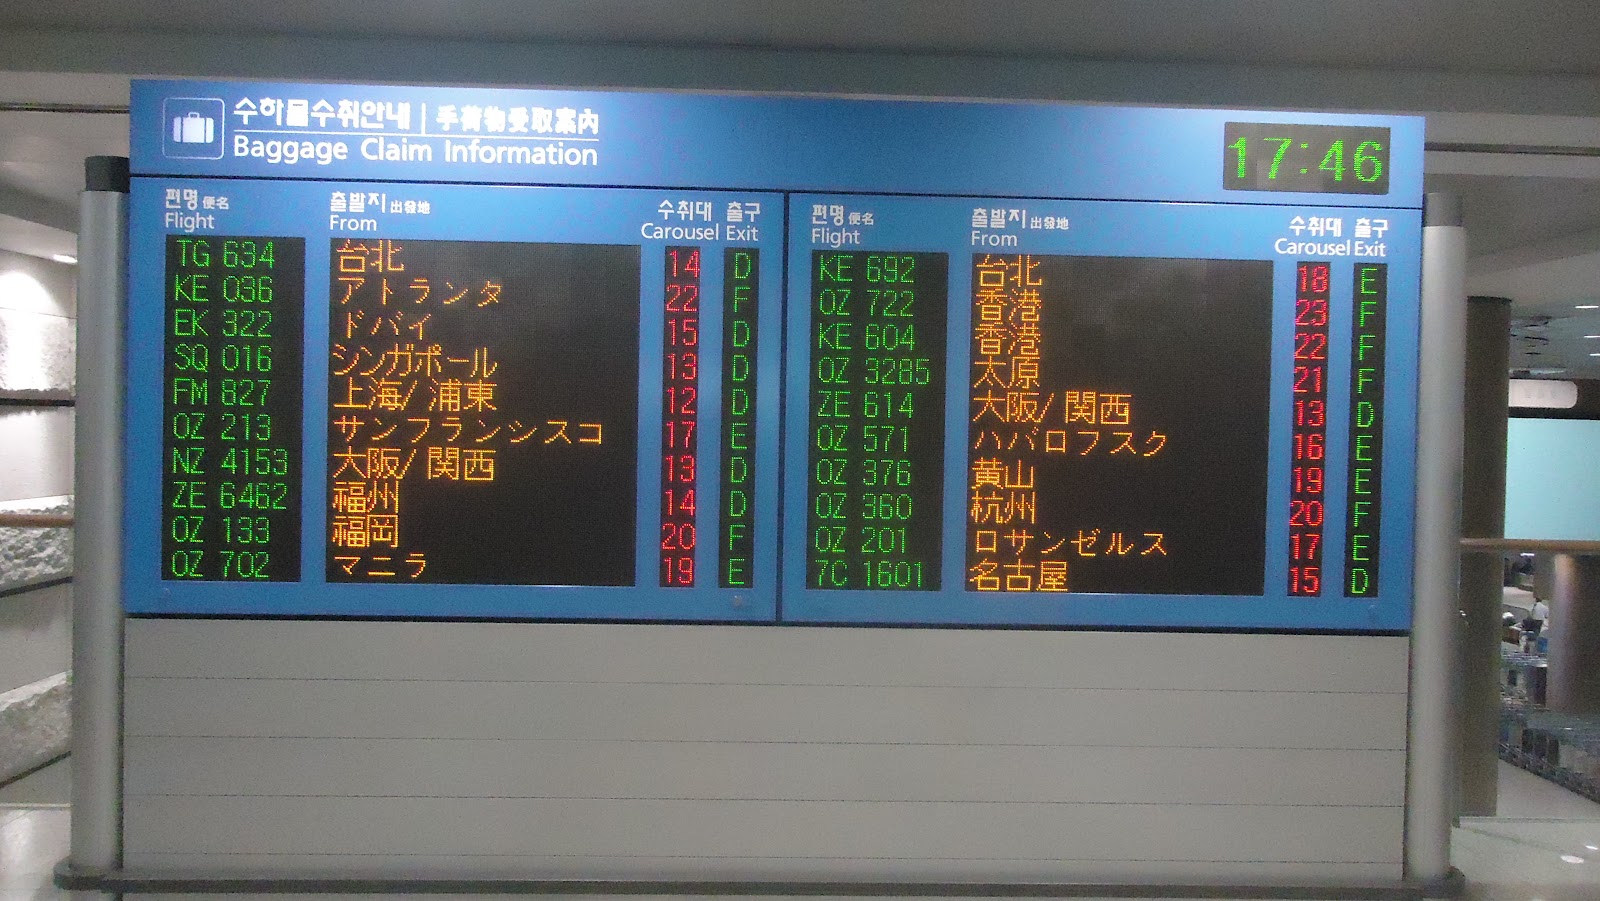 수하물수취안내 | 手荷物受取案內
Baggage Claim Information
17:46
편명 便名 출발지 出發地 수취대 출구
Flight From Carousel Exit
TG 634 台北 14 D
KE 036 アトランタ 22 F
EK 322 ドバイ 15 D
SQ 016 シンガポール 13 D
FM 827 上海/ 浦東 12 D
OZ 213 サンフランシスコ 17 E
NZ 4153 大阪/ 関西 13 D
ZE 6462 福州 14 D
OZ 133 福岡 20 F
OZ 702 マニラ 19 E
편명 便名 출발지 出發地 수취대 출구
Flight From Carousel Exit
KE 692 台北 18 E
OZ 722 香港 23 F
KE 604 香港 22 F
OZ 3285 太原 21 F
ZE 614 大阪/ 関西 13 D
OZ 571 ハバロフスク 16 E
OZ 376 黄山 19 E
OZ 360 杭州 20 F
OZ 201 ロサンゼルス 17 E
7C 1601 名古屋 15 D